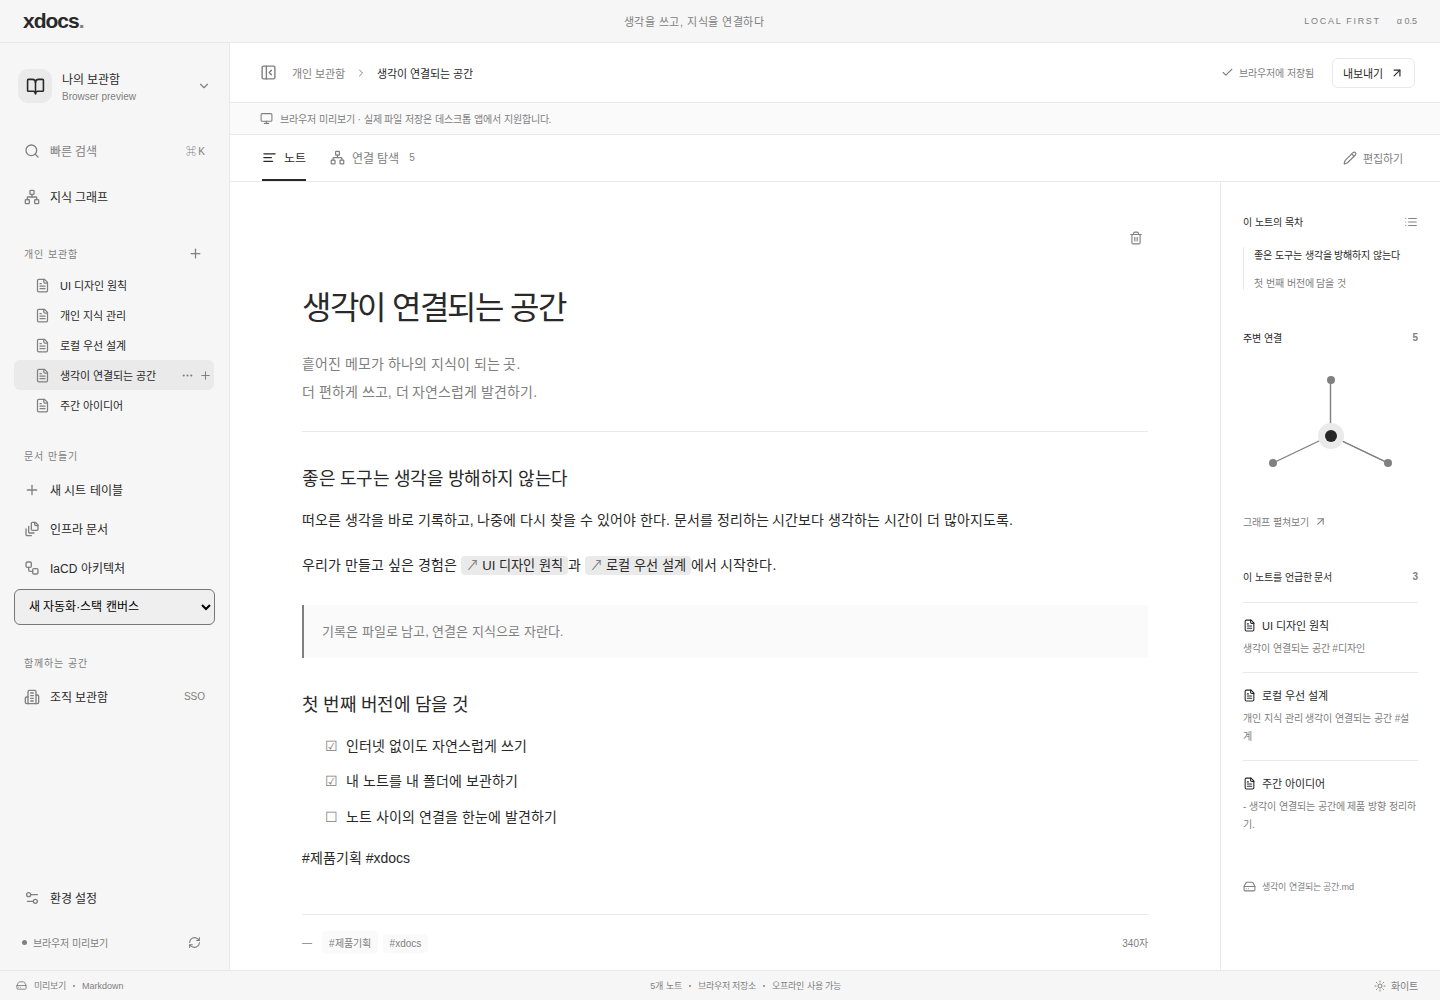 xdocs.
생각을 쓰고, 지식을 연결하다
LOCAL FIRST α 0.5
나의 보관함
Browser preview
빠른 검색 ⌘K
지식 그래프
개인 보관함
UI 디자인 원칙
개인 지식 관리
로컬 우선 설계
생각이 연결되는 공간
주간 아이디어
문서 만들기
새 시트 테이블
인프라 문서
IaCD 아키텍처
새 자동화·스택 캔버스
함께하는 공간
조직 보관함 SSO
환경 설정
브라우저 미리보기
개인 보관함 > 생각이 연결되는 공간
브라우저에 저장됨
내보내기
브라우저 미리보기 · 실제 파일 저장은 데스크톱 앱에서 지원합니다.
노트
연결 탐색 5
편집하기
생각이 연결되는 공간
흩어진 메모가 하나의 지식이 되는 곳.
더 편하게 쓰고, 더 자연스럽게 발견하기.
좋은 도구는 생각을 방해하지 않는다
떠오른 생각을 바로 기록하고, 나중에 다시 찾을 수 있어야 한다. 문서를 정리하는 시간보다 생각하는 시간이 더 많아지도록.
우리가 만들고 싶은 경험은 ↗ UI 디자인 원칙 과 ↗ 로컬 우선 설계 에서 시작한다.
기록은 파일로 남고, 연결은 지식으로 자란다.
첫 번째 버전에 담을 것
☑ 인터넷 없이도 자연스럽게 쓰기
☑ 내 노트를 내 폴더에 보관하기
☐ 노트 사이의 연결을 한눈에 발견하기
#제품기획 #xdocs
— #제품기획 #xdocs
340자
이 노트의 목차
좋은 도구는 생각을 방해하지 않는다
첫 번째 버전에 담을 것
주변 연결 5
그래프 펼쳐보기
이 노트를 언급한 문서 3
UI 디자인 원칙
생각이 연결되는 공간 #디자인
로컬 우선 설계
개인 지식 관리 생각이 연결되는 공간 #설
계
주간 아이디어
- 생각이 연결되는 공간에 제품 방향 정리하
기.
생각이 연결되는 공간.md
미리보기 · Markdown
5개 노트 · 브라우저 저장소 · 오프라인 사용 가능
화이트